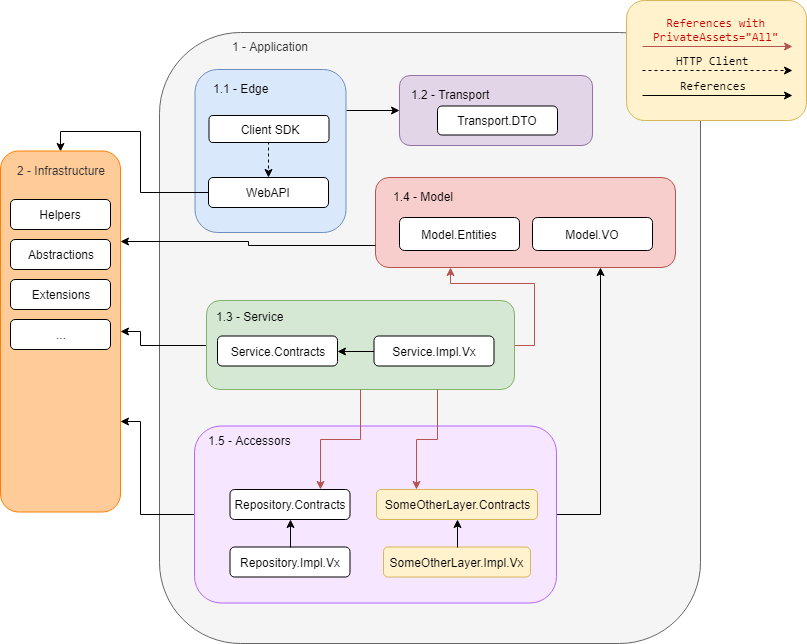 References with
PrivateAssets="All"
HTTP Client
References
1 - Application
1.1 - Edge
Client SDK
WebAPI
1.2 - Transport
Transport.DTO
2 - Infrastructure
Helpers
Abstractions
Extensions
...
1.4 - Model
Model.Entities
Model.VO
1.3 - Service
Service.Contracts
Service.Impl.Vx
1.5 - Accessors
Repository.Contracts
SomeOtherLayer.Contracts
Repository.Impl.Vx
SomeOtherLayer.Impl.Vx